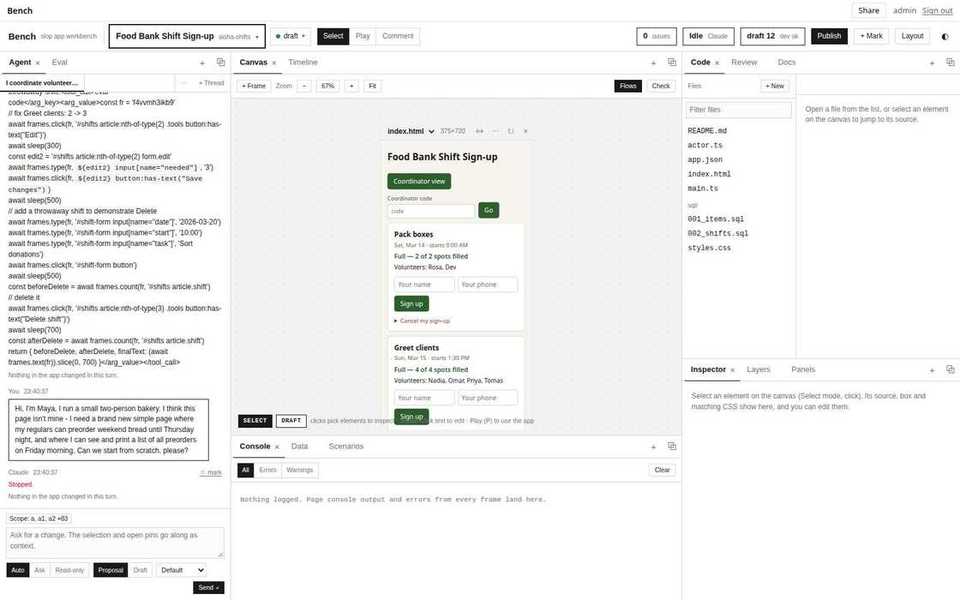 Bench
Share
admin
Sign out
Bench
slop app workbench
Food Bank Shift Sign-up
aloha-shifts
draft
Select
Play
Comment
0 issues
Idle Claude
draft 12 dev ok
Publish
+ Mark
Layout
Agent ×
Eval
Canvas ×
Timeline
Code ×
Review
Docs
I coordinate volunteer…
+ Thread
code</arg_key><arg_value>const fr = 'f4vvmh3ikb9'
// fix Greet clients: 2 -> 3
await frames.click(fr, '#shifts article:nth-of-type(2) .tools button:has-
text("Edit")')
await sleep(300)
const edit2 = '#shifts article:nth-of-type(2) form.edit'
await frames.type(fr, ${edit2} input[name="needed"] , '3')
await frames.click(fr, ${edit2} button:has-text("Save
changes") )
await sleep(500)
// add a throwaway shift to demonstrate Delete
await frames.type(fr, '#shift-form input[name="date"]', '2026-03-20')
await frames.type(fr, '#shift-form input[name="start"]', '10:00')
await frames.type(fr, '#shift-form input[name="task"]', 'Sort
donations')
await frames.click(fr, '#shift-form button')
await sleep(500)
const beforeDelete = await frames.count(fr, '#shifts article.shift')
// delete it
await frames.click(fr, '#shifts article:nth-of-type(3) .tools button:has-
text("Delete shift")')
await sleep(700)
const afterDelete = await frames.count(fr, '#shifts article.shift')
return { beforeDelete, afterDelete, finalText: (await
frames.text(fr)).slice(0, 700) }</arg_value></tool_call>
Nothing in the app changed in this turn.
You 23:40:37
Hi, I'm Maya, I run a small two-person bakery. I think this
page isn't mine - I need a brand new simple page where
my regulars can preorder weekend bread until Thursday
night, and where I can see and print a list of all preorders
on Friday morning. Can we start from scratch, please?
Claude 23:40:37
mark
Stopped.
Nothing in the app changed in this turn.
Scope: a, a1, a2 +83
Ask for a change. The selection and open pins go along as
context.
Auto
Ask
Read-only
Proposal
Draft
Default
Send
+ Frame
Zoom
−
67%
+
Fit
Flows
Check
index.html
375×720
Food Bank Shift Sign-up
Coordinator view
Coordinator code
code
Go
Pack boxes
Sat, Mar 14 · starts 9:00 AM
Full — 2 of 2 spots filled
Volunteers: Rosa, Dev
Your name
Your phone
Sign up
Cancel my sign-up
Greet clients
Sun, Mar 15 · starts 1:30 PM
Full — 4 of 4 spots filled
Volunteers: Nadia, Omar, Priya, Tomas
Your name
Your phone
Sign up
SELECT
DRAFT
clicks pick elements to inspec
k text to edit · Play (P) to use the app
Console ×
Data
Scenarios
All
Errors
Warnings
Clear
Nothing logged. Page console output and errors from every frame land here.
Files
+ New
Filter files
README.md
actor.ts
app.json
index.html
main.ts
sql
001_items.sql
002_shifts.sql
styles.css
Open a file from the list, or select an element
on the canvas to jump to its source.
Inspector ×
Layers
Panels
Select an element on the canvas (Select mode, click). Its source, box and
matching CSS show here, and you can edit them.